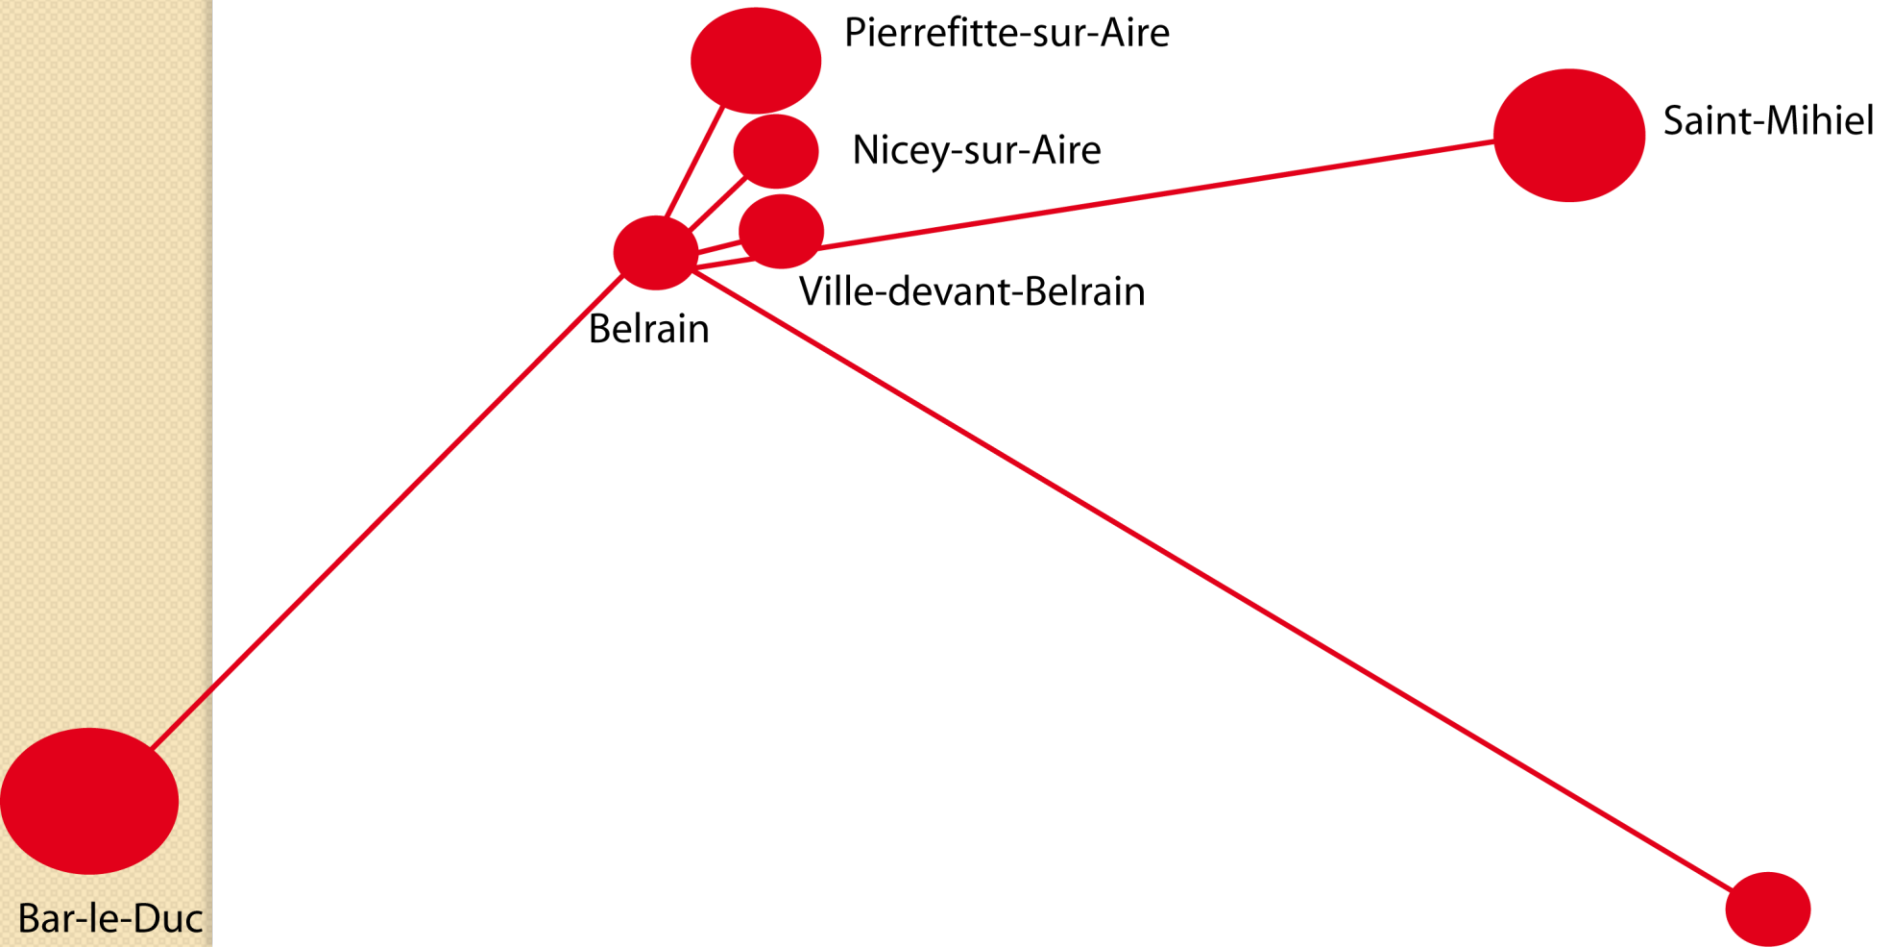 Pierrefitte-sur-Aire
Saint-Mihiel
Nicey-sur-Aire
Ville-devant-Belrain
Belrain
Bar-le-Duc